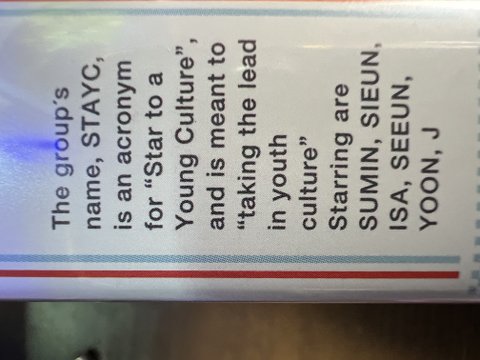 The group's
name, STAYC,
is an acronym
for "Star to a
Young Culture",
and is meant to
"taking the lead
in youth
culture"
Starring are
SUMIN, SIEUN,
ISA, SEEUN,
YOON, J